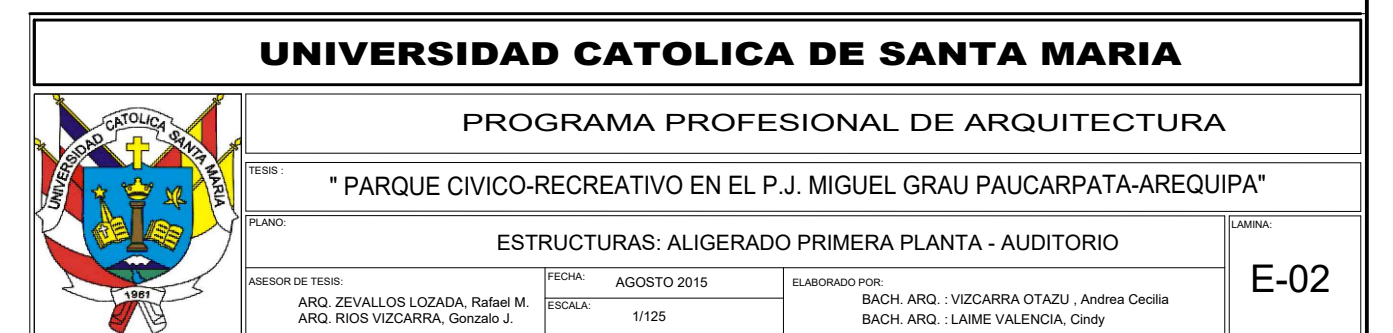 UNIVERSIDAD CATOLICA DE SANTA MARIA
UNIVERSIDAD CATOLICA SANTA MARIA
1961
PROGRAMA PROFESIONAL DE ARQUITECTURA
TESIS :
" PARQUE CIVICO-RECREATIVO EN EL P.J. MIGUEL GRAU PAUCARPATA-AREQUIPA"
PLANO:
ESTRUCTURAS: ALIGERADO PRIMERA PLANTA - AUDITORIO
LAMINA:
E-02
ASESOR DE TESIS:
ARQ. ZEVALLOS LOZADA, Rafael M.
ARQ. RIOS VIZCARRA, Gonzalo J.
FECHA:
AGOSTO 2015
ESCALA:
1/125
ELABORADO POR:
BACH. ARQ. : VIZCARRA OTAZU , Andrea Cecilia
BACH. ARQ. : LAIME VALENCIA, Cindy